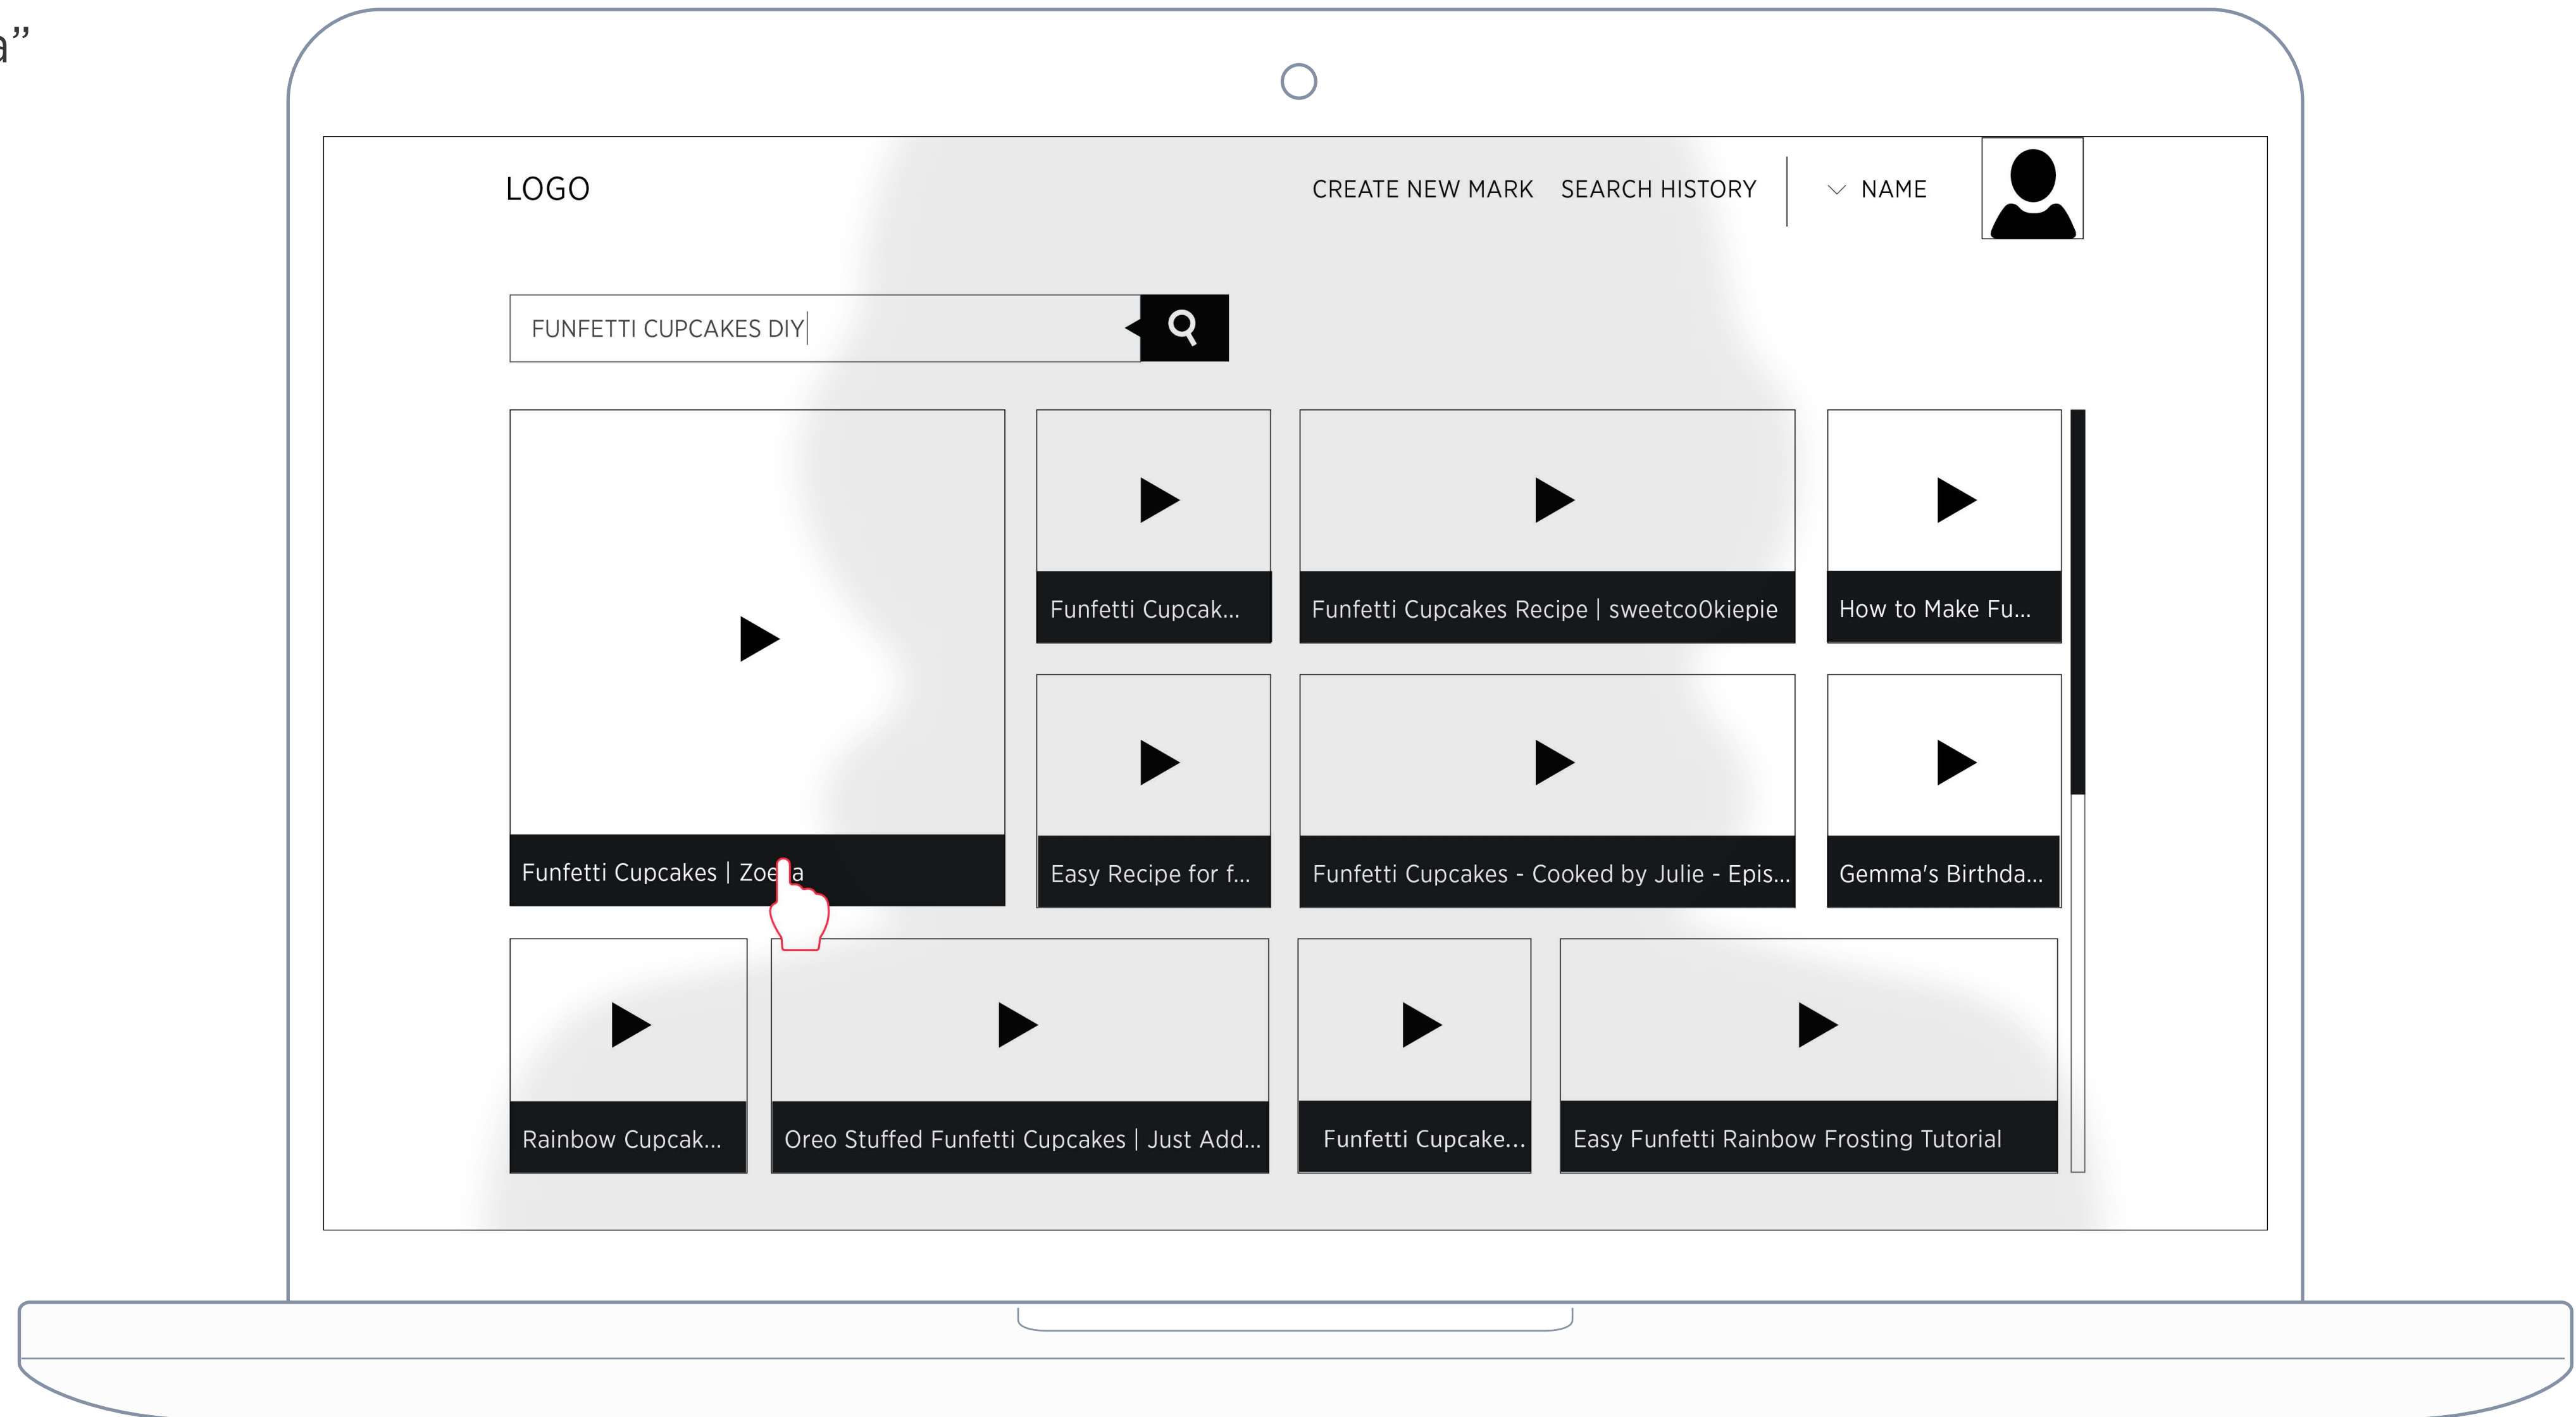 a”
LOGO
CREATE NEW MARK
SEARCH HISTORY
NAME
FUNFETTI CUPCAKES DIY
Funfetti Cupcak...
Funfetti Cupcakes Recipe | sweetco0kiepie
How to Make Fu...
Funfetti Cupcakes | Zoella
Easy Recipe for f...
Funfetti Cupcakes - Cooked by Julie - Epis...
Gemma's Birthda...
Rainbow Cupcak...
Oreo Stuffed Funfetti Cupcakes | Just Add...
Funfetti Cupcake...
Easy Funfetti Rainbow Frosting Tutorial